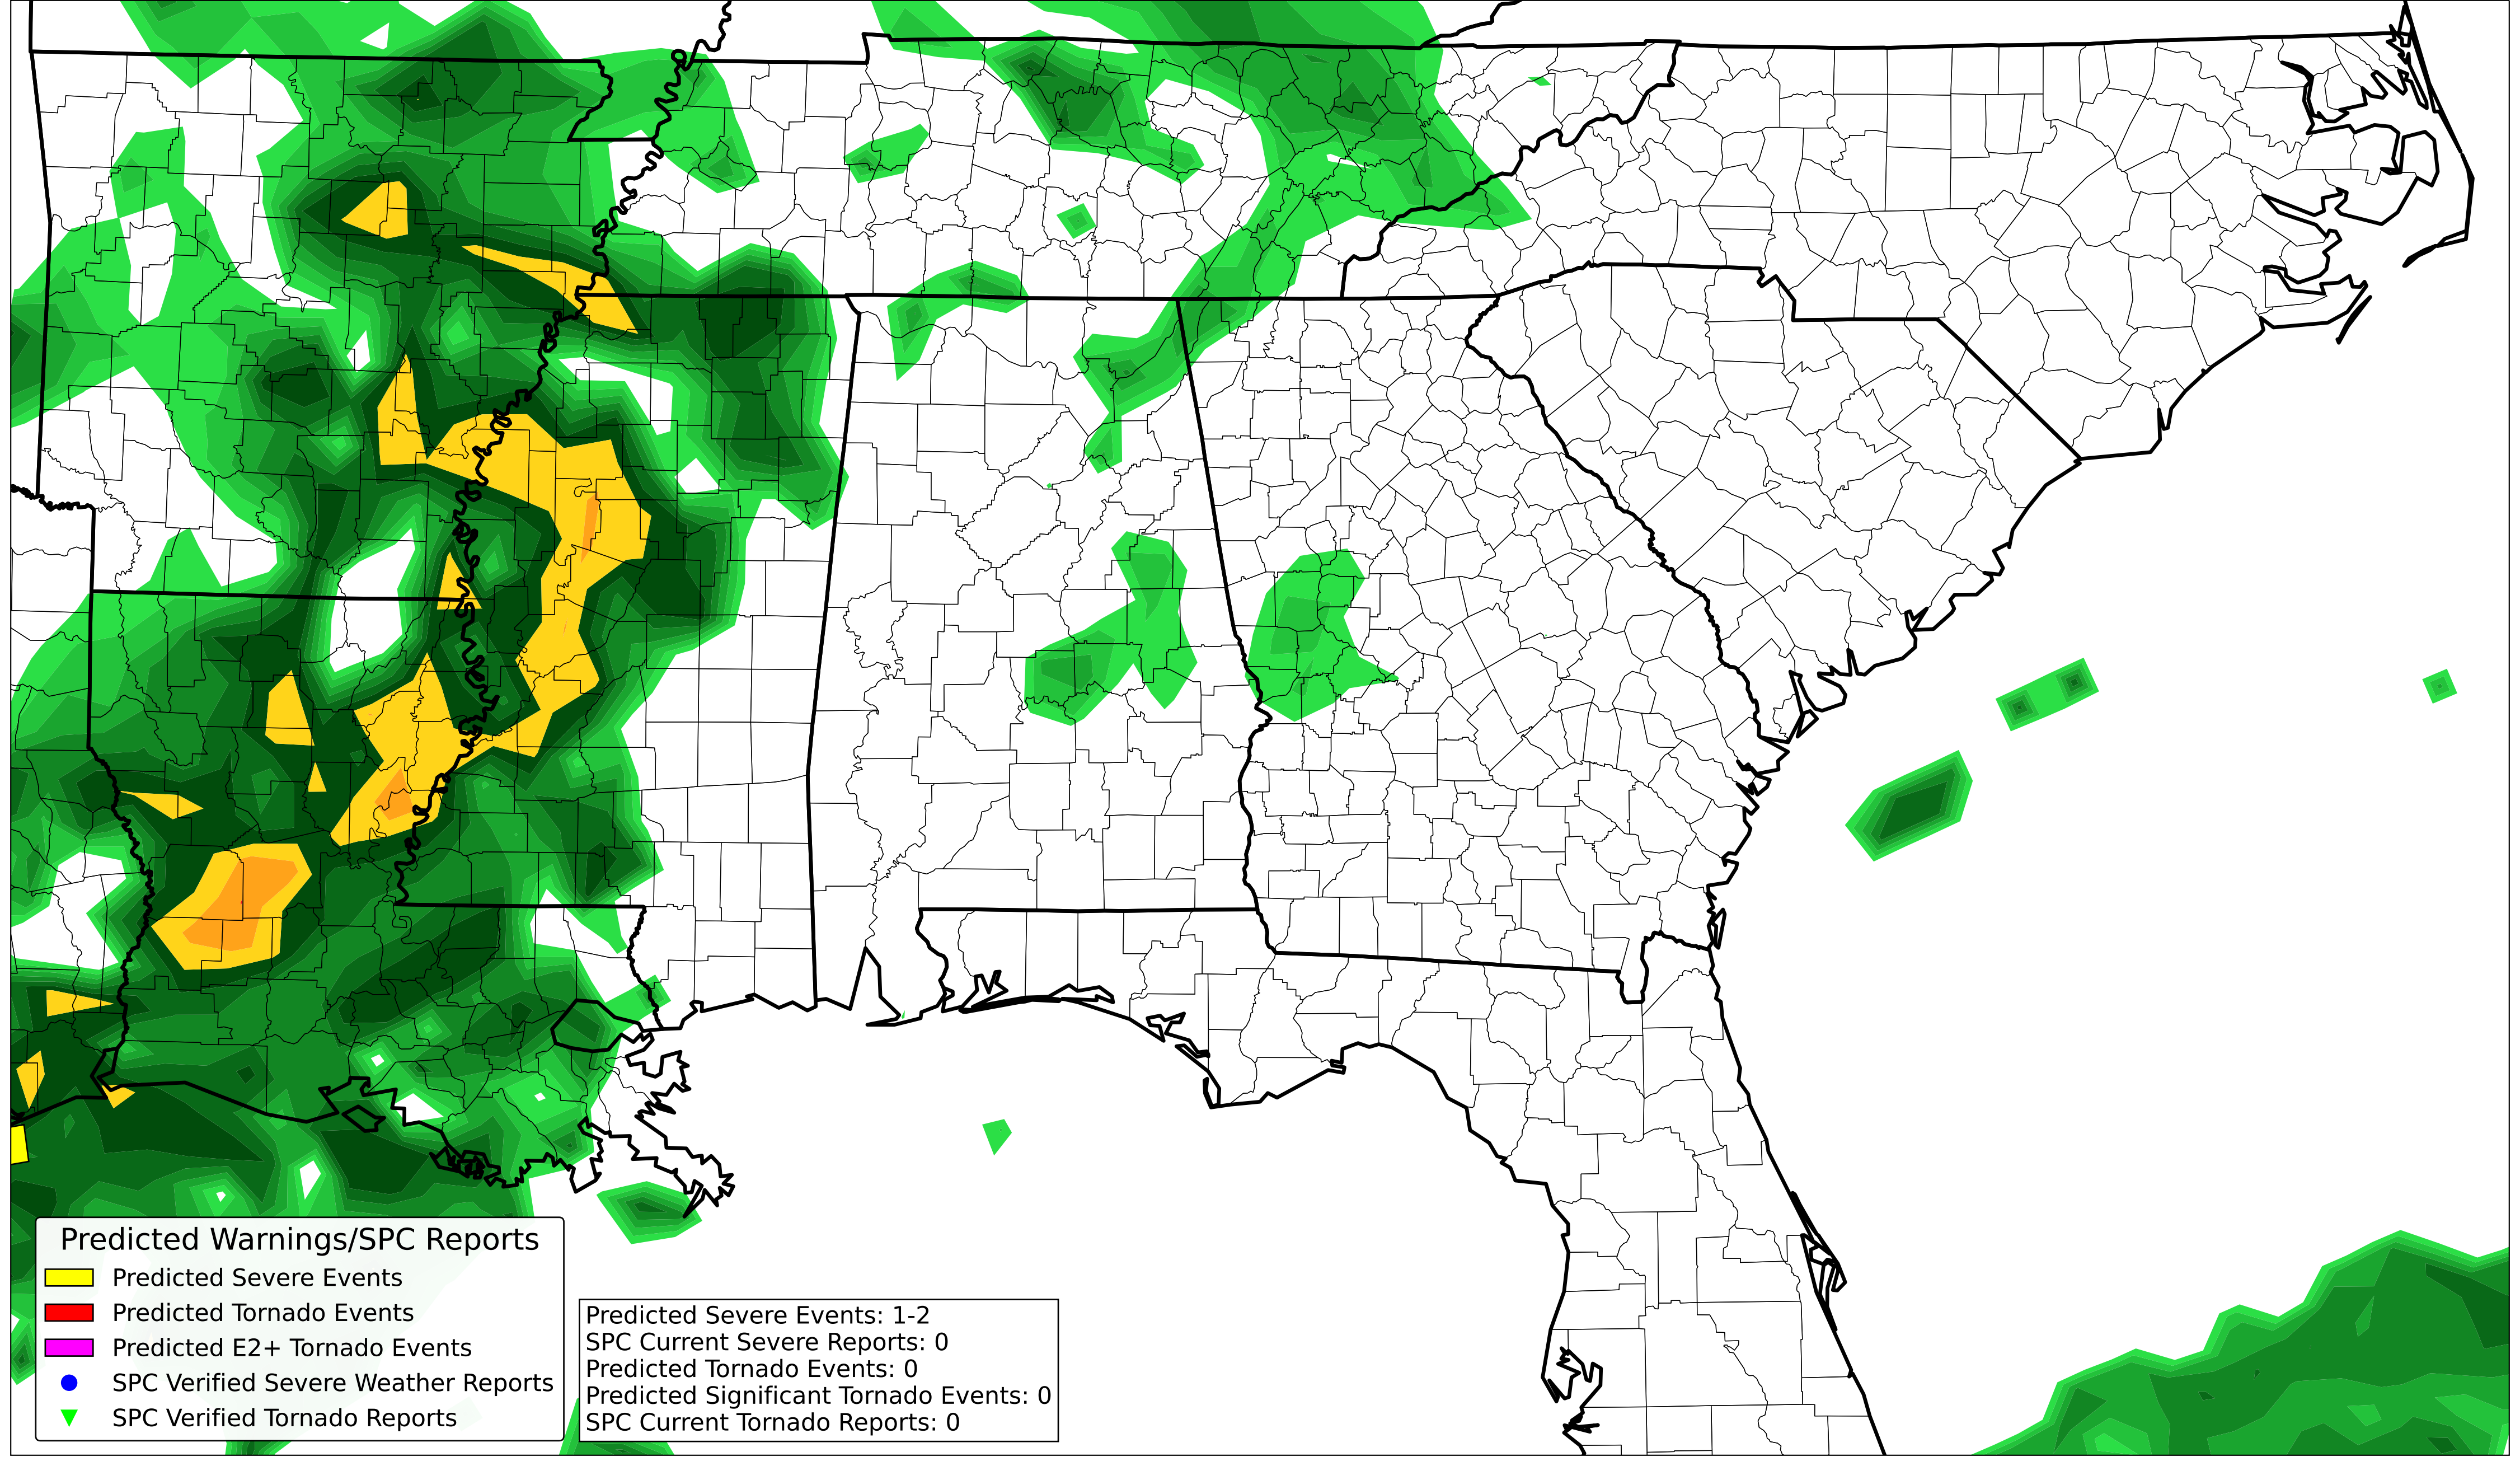 Predicted Warnings/SPC Reports
Predicted Severe Events
Predicted Tornado Events
Predicted E2+ Tornado Events
SPC Verified Severe Weather Reports
SPC Verified Tornado Reports
Predicted Severe Events: 1-2
SPC Current Severe Reports: 0
Predicted Tornado Events: 0
Predicted Significant Tornado Events: 0
SPC Current Tornado Reports: 0